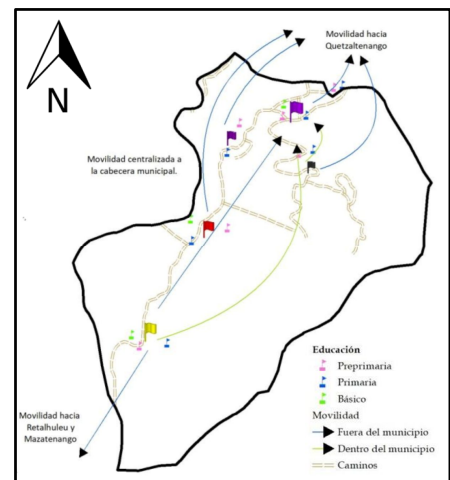 Movilidad hacia
Quetzaltenango
N
Movilidad centralizada a
la cabecera municipal.
Educación
Preprimaria
Primaria
Básico
Movilidad
Fuera del municipio
Dentro del municipio
Caminos
Movilidad hacia
Retalhuleu y
Mazatenango